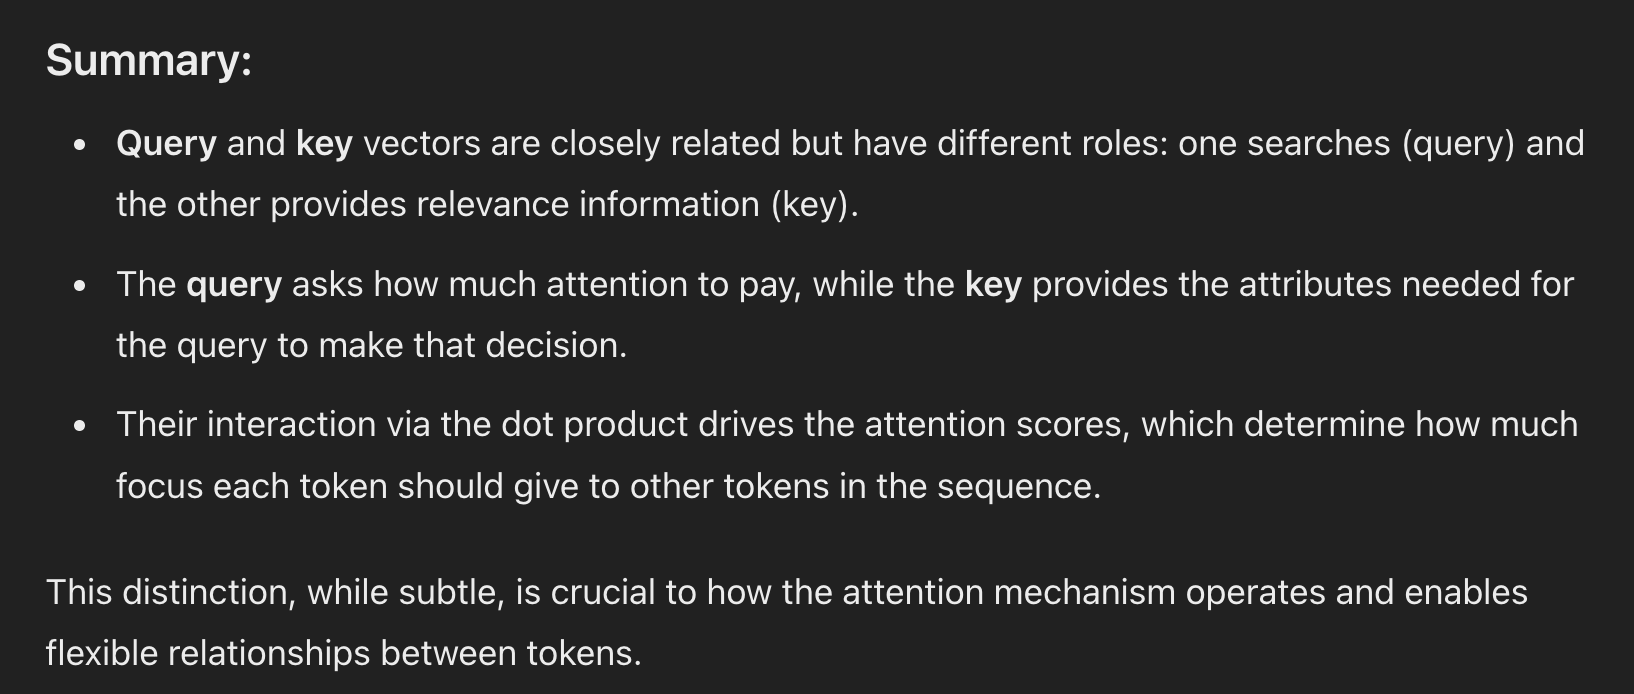 Summary:
• Query and key vectors are closely related but have different roles: one searches (query) and
the other provides relevance information (key).
• The query asks how much attention to pay, while the key provides the attributes needed for
the query to make that decision.
• Their interaction via the dot product drives the attention scores, which determine how much
focus each token should give to other tokens in the sequence.
This distinction, while subtle, is crucial to how the attention mechanism operates and enables
flexible relationships between tokens.